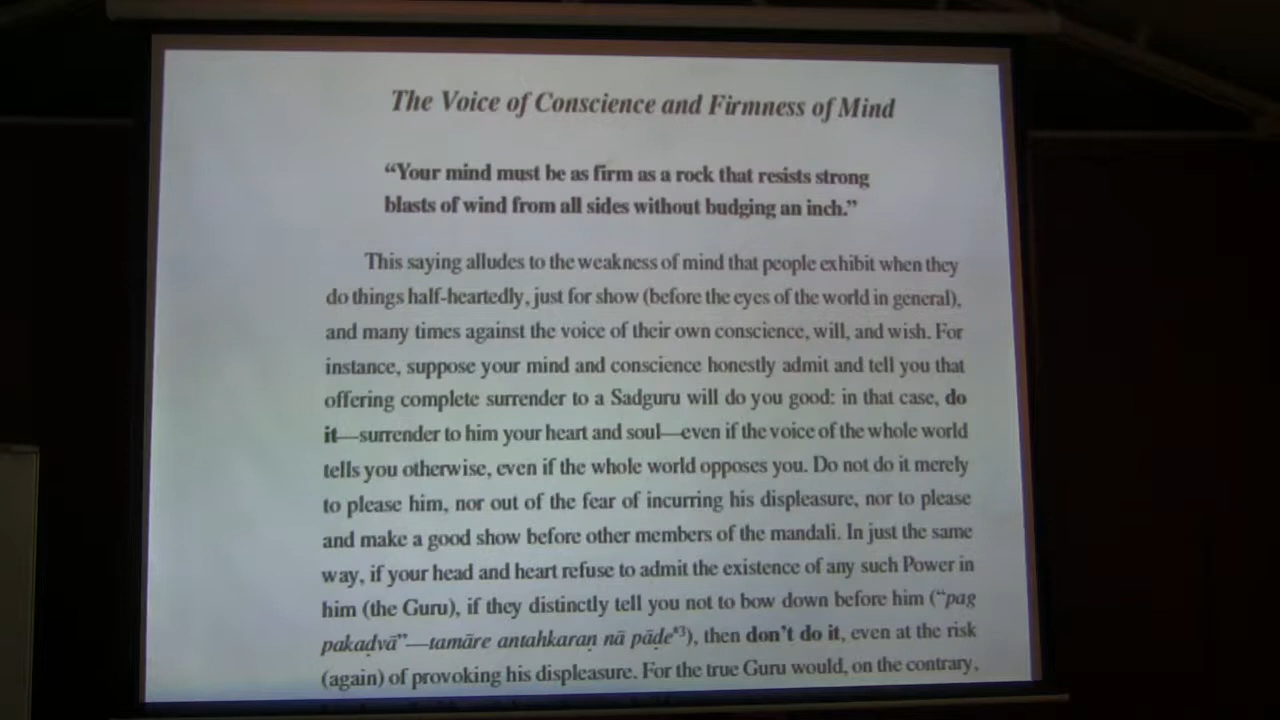 The Voice of Conscience and Firmness of Mind
“Your mind must be as firm as a rock that resists strong
blasts of wind from all sides without budging an inch.”
This saying alludes to the weakness of mind that people exhibit when they
do things half-heartedly, just for show (before the eyes of the world in general),
and many times against the voice of their own conscience, will, and wish. For
instance, suppose your mind and conscience honestly admit and tell you that
offering complete surrender to a Sadguru will do you good: in that case, do
it—surrender to him your heart and soul—even if the voice of the whole world
tells you otherwise, even if the whole world opposes you. Do not do it merely
to please him, nor out of the fear of incurring his displeasure, nor to please
and make a good show before other members of the mandali. In just the same
way, if your head and heart refuse to admit the existence of any such Power in
him (the Guru), if they distinctly tell you not to bow down before him (“pag
pakaḍvā”—tamāre antahkaraṇ nā pāḍe*³), then don’t do it, even at the risk
(again) of provoking his displeasure. For the true Guru would, on the contrary,